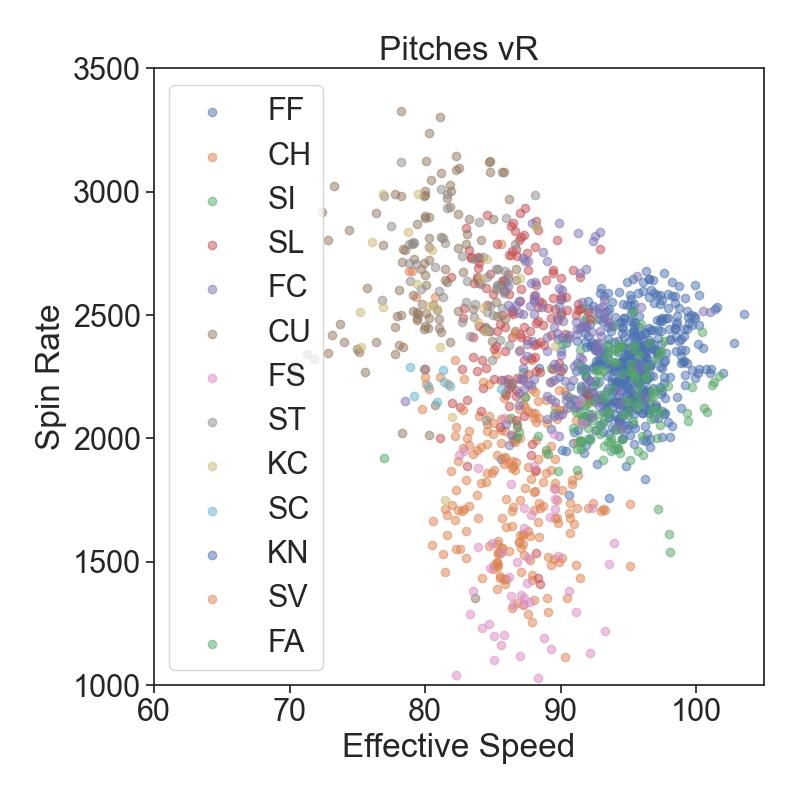 Pitches vR
3500
3000
2500
2000
1500
1000
Spin Rate
FF
CH
SI
SL
FC
CU
FS
ST
KC
SC
KN
SV
FA
60 70 80 90 100
Effective Speed